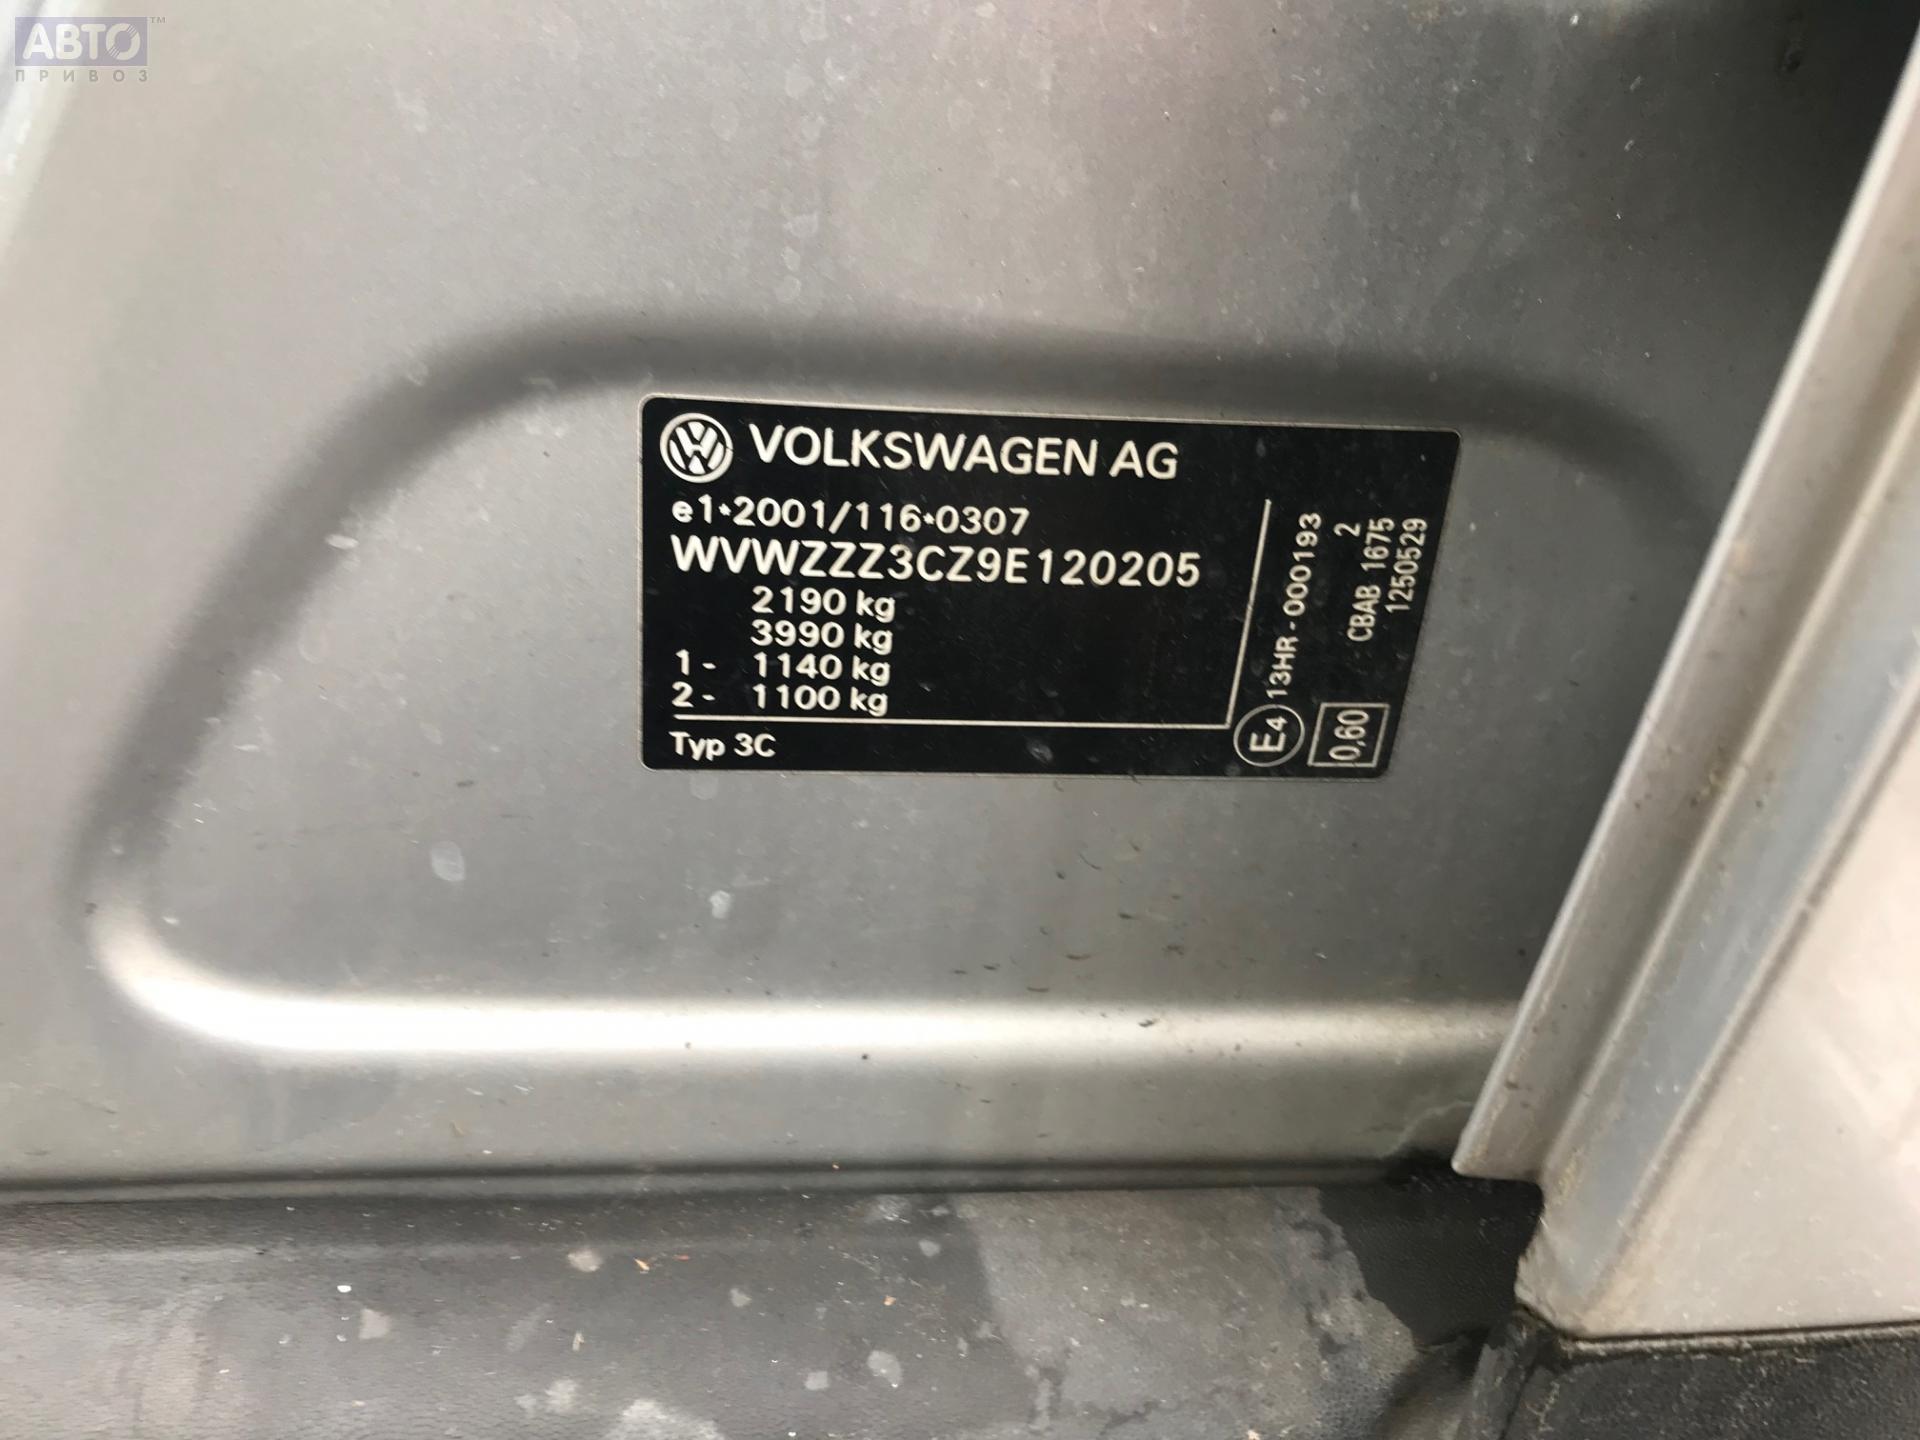 АВТО™
ПРИВОЗ
VOLKSWAGEN AG
e1*2001/116*0307
WVWZZZ3CZ9E120205
2190 kg
3990 kg
1- 1140 kg
2- 1100 kg
Typ 3C
E4 13HR-000193
0,60
2
CBAB 1675
1250529